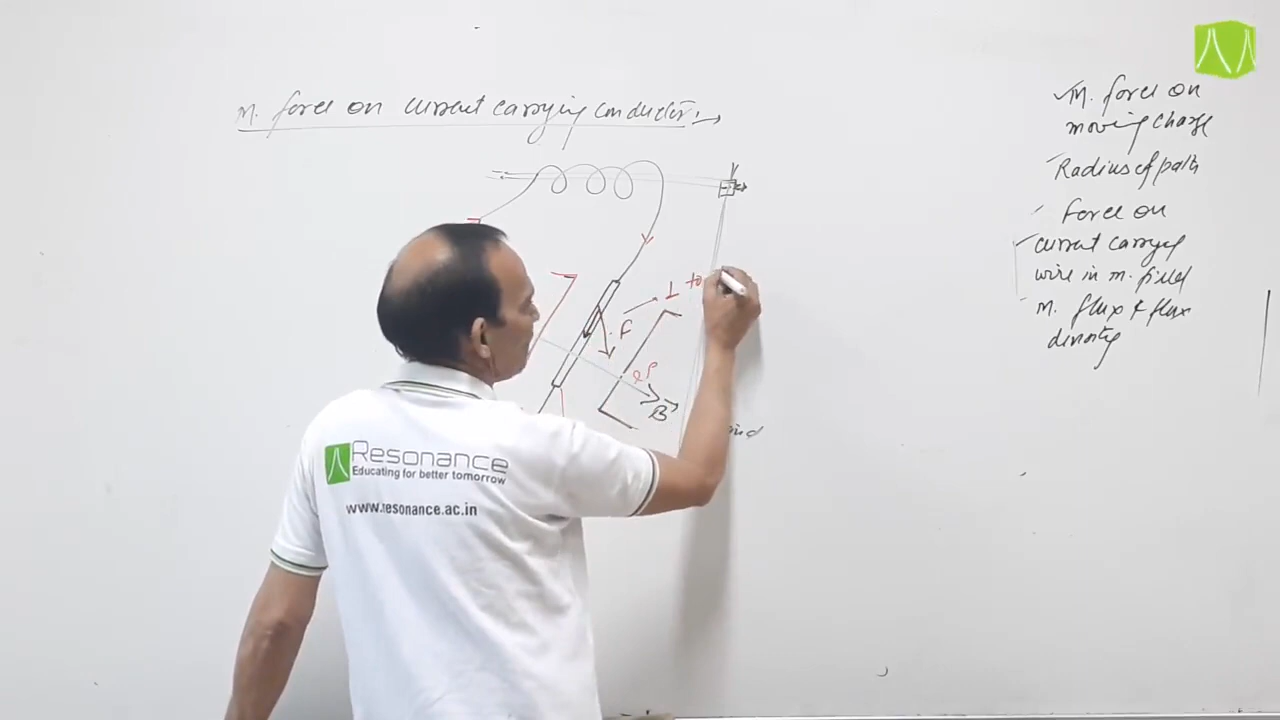 M. force on current carrying conductor:→
M. force on
moving charge
Radius of path
Force on
current carrying
wire in m. field
M. flux & flux
density
F
⊥ to
B
Resonance
Educating for better tomorrow
www.resonance.ac.in